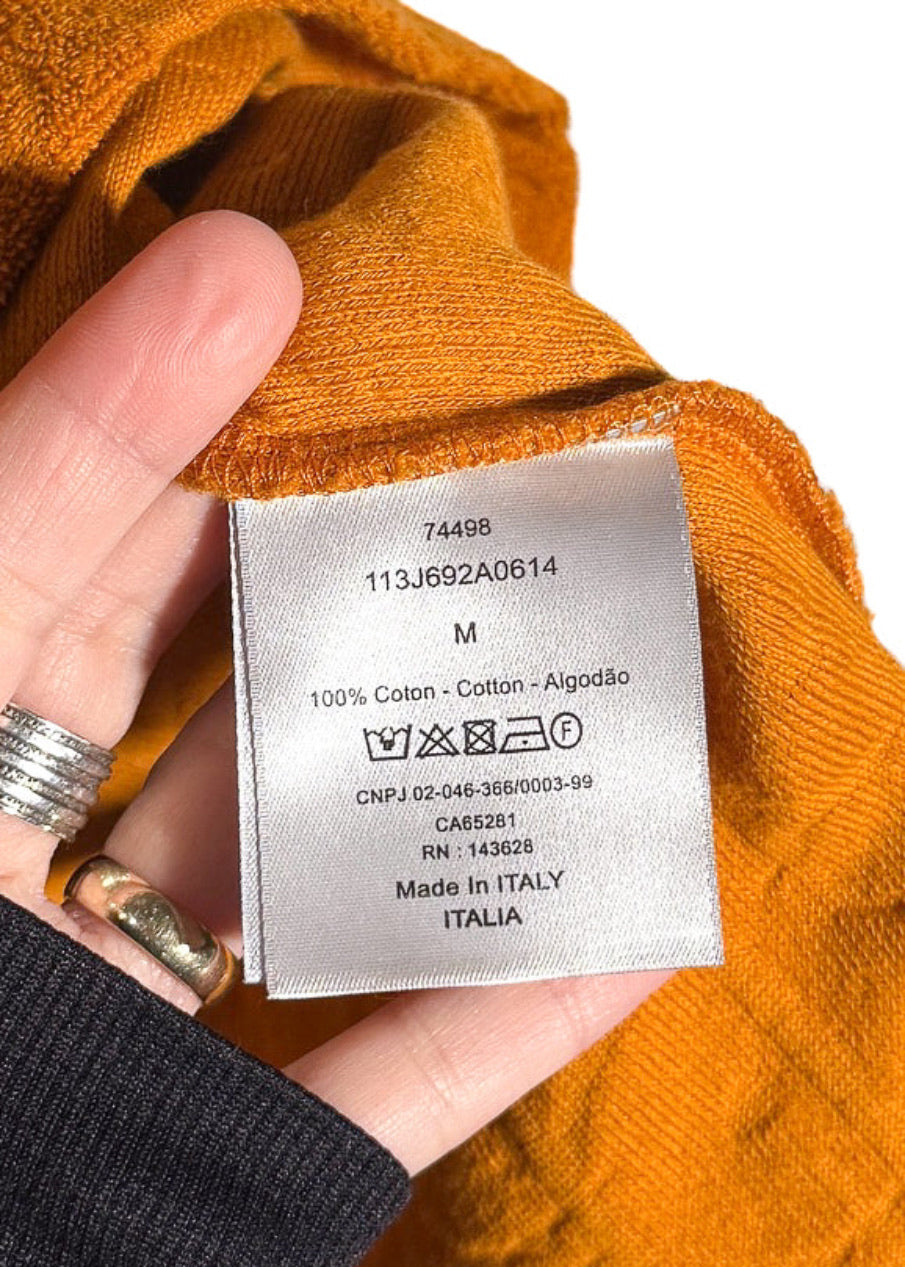 74498
113J692A0614
M
100% Coton - Cotton - Algodão
F
CNPJ 02-046-366/0003-99
CA65281
RN : 143628
Made In ITALY
ITALIA